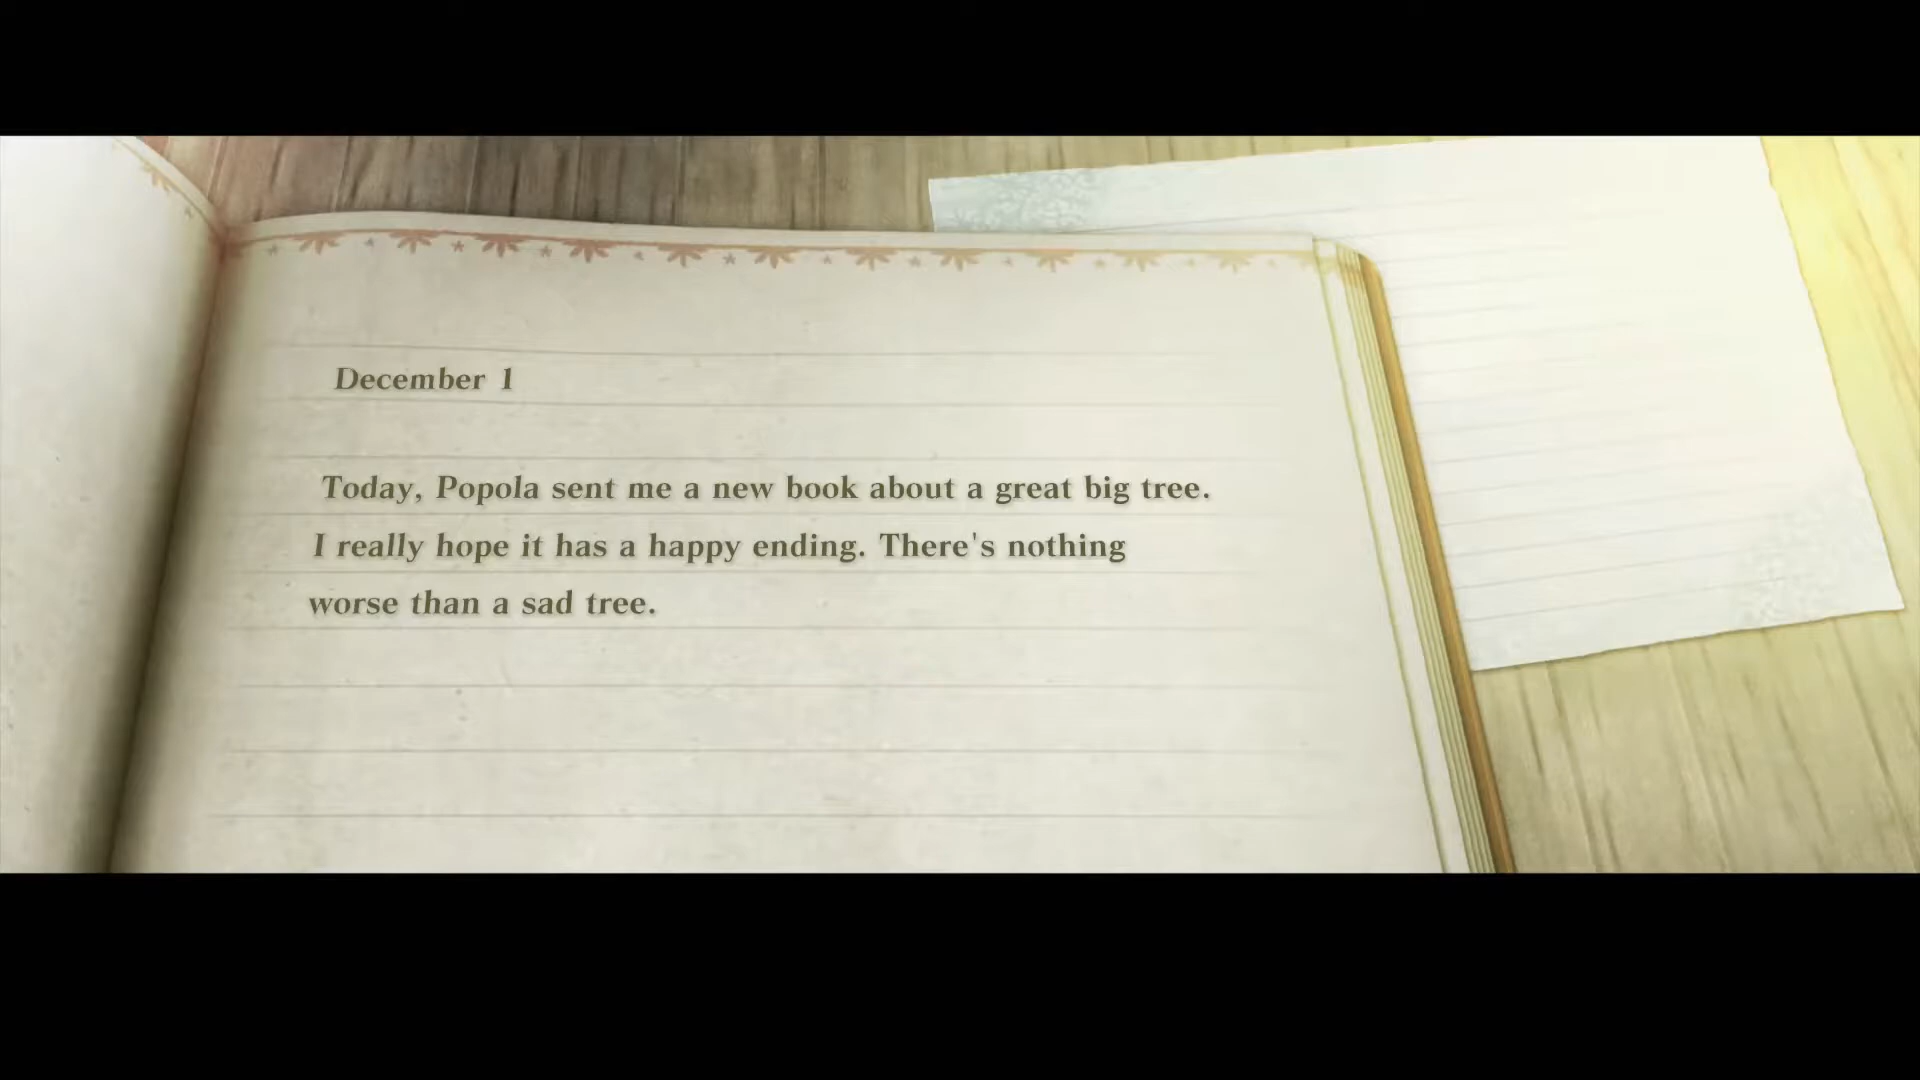 December 1
Today, Popola sent me a new book about a great big tree.
I really hope it has a happy ending. There's nothing
worse than a sad tree.